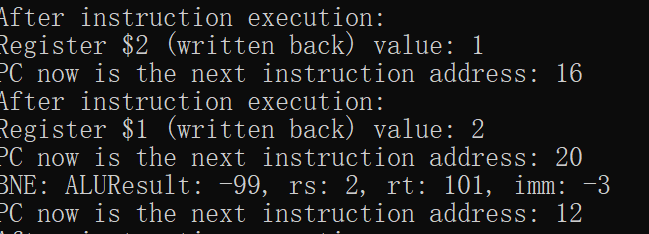 After instruction execution:
Register $2 (written back) value: 1
PC now is the next instruction address: 16
After instruction execution:
Register $1 (written back) value: 2
PC now is the next instruction address: 20
BNE: ALUResult: -99, rs: 2, rt: 101, imm: -3
PC now is the next instruction address: 12